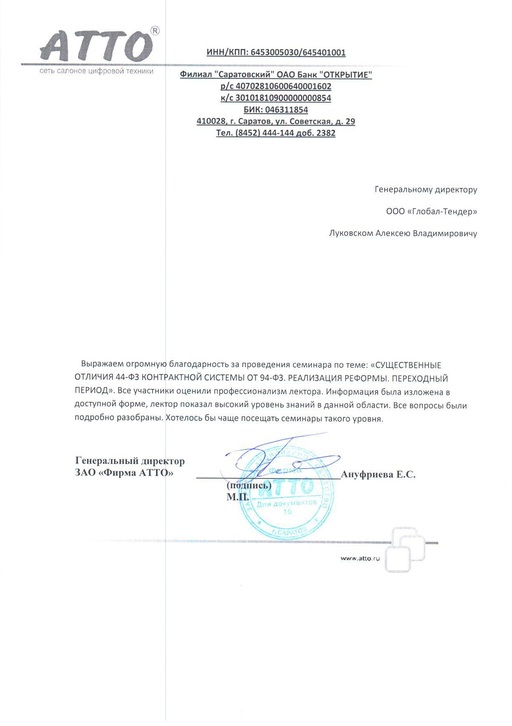 АТТО®
сеть салонов цифровой техники
ИНН/КПП: 6453005030/645401001
Филиал "Саратовский" ОАО Банк "ОТКРЫТИЕ"
р/с 40702810600640001602
к/с 30101810900000000854
БИК: 046311854
410028, г. Саратов, ул. Советская, д. 29
Тел. (8452) 444-144 доб. 2382
Генеральному директору
ООО «Глобал-Тендер»
Луковском Алексею Владимировичу
Выражаем огромную благодарность за проведения семинара по теме: «СУЩЕСТВЕННЫЕ
ОТЛИЧИЯ 44-ФЗ КОНТРАКТНОЙ СИСТЕМЫ ОТ 94-ФЗ. РЕАЛИЗАЦИЯ РЕФОРМЫ. ПЕРЕХОДНЫЙ
ПЕРИОД». Все участники оценили профессионализм лектора. Информация была изложена в
доступной форме, лектор показал высокий уровень знаний в данной области. Все вопросы были
подробно разобраны. Хотелось бы чаще посещать семинары такого уровня.
Генеральный директор
ЗАО «Фирма АТТО»
Ануфриева Е.С.
(подпись)
М.П.
Фирма
АТТО
Для документов
www.atto.ru